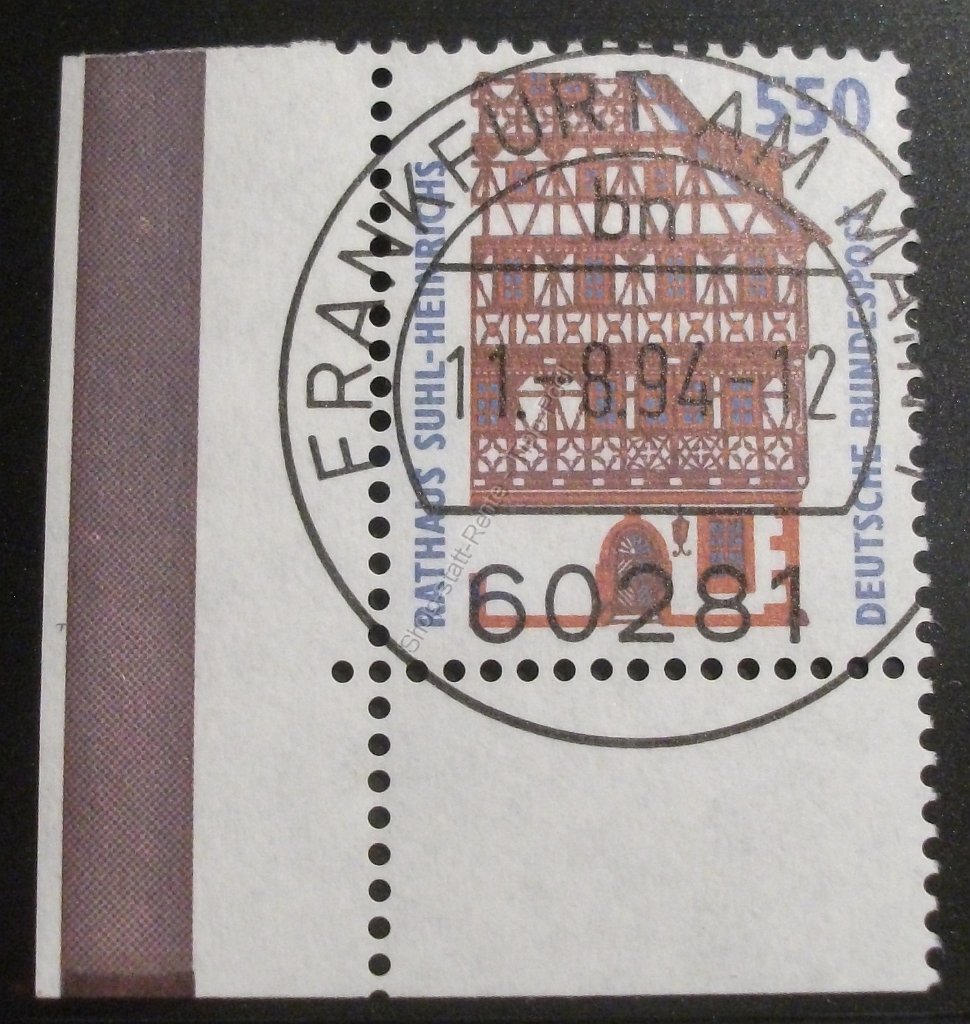 550
FRANKFURT AM MAIN
bn
11.-8.94-12
60281
RATHAUS SUHL-HEINRICHS
DEUTSCHE BUNDESPOST